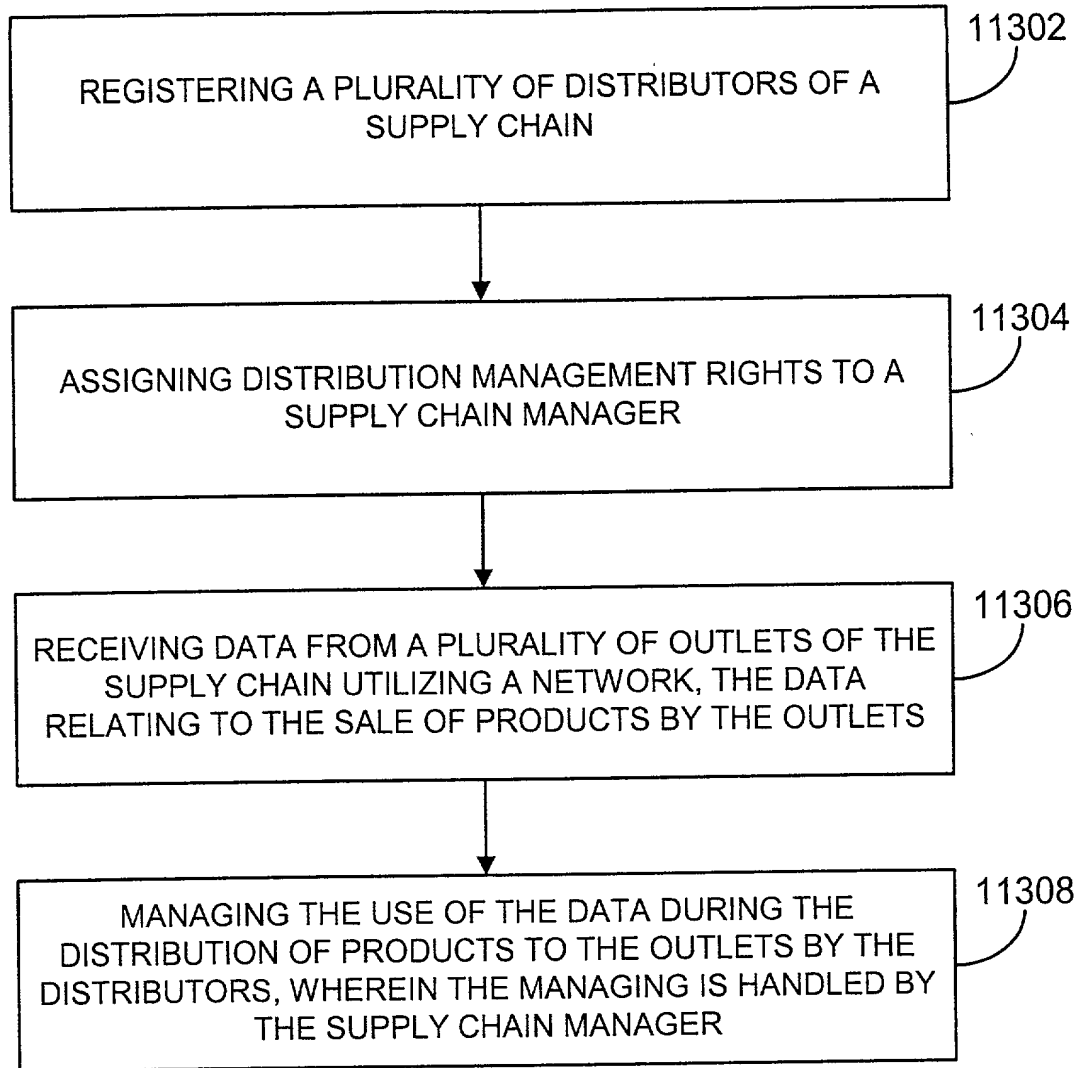 11302
REGISTERING A PLURALITY OF DISTRIBUTORS OF A
SUPPLY CHAIN
11304
ASSIGNING DISTRIBUTION MANAGEMENT RIGHTS TO A
SUPPLY CHAIN MANAGER
11306
RECEIVING DATA FROM A PLURALITY OF OUTLETS OF THE
SUPPLY CHAIN UTILIZING A NETWORK, THE DATA
RELATING TO THE SALE OF PRODUCTS BY THE OUTLETS
11308
MANAGING THE USE OF THE DATA DURING THE
DISTRIBUTION OF PRODUCTS TO THE OUTLETS BY THE
DISTRIBUTORS, WHEREIN THE MANAGING IS HANDLED BY
THE SUPPLY CHAIN MANAGER